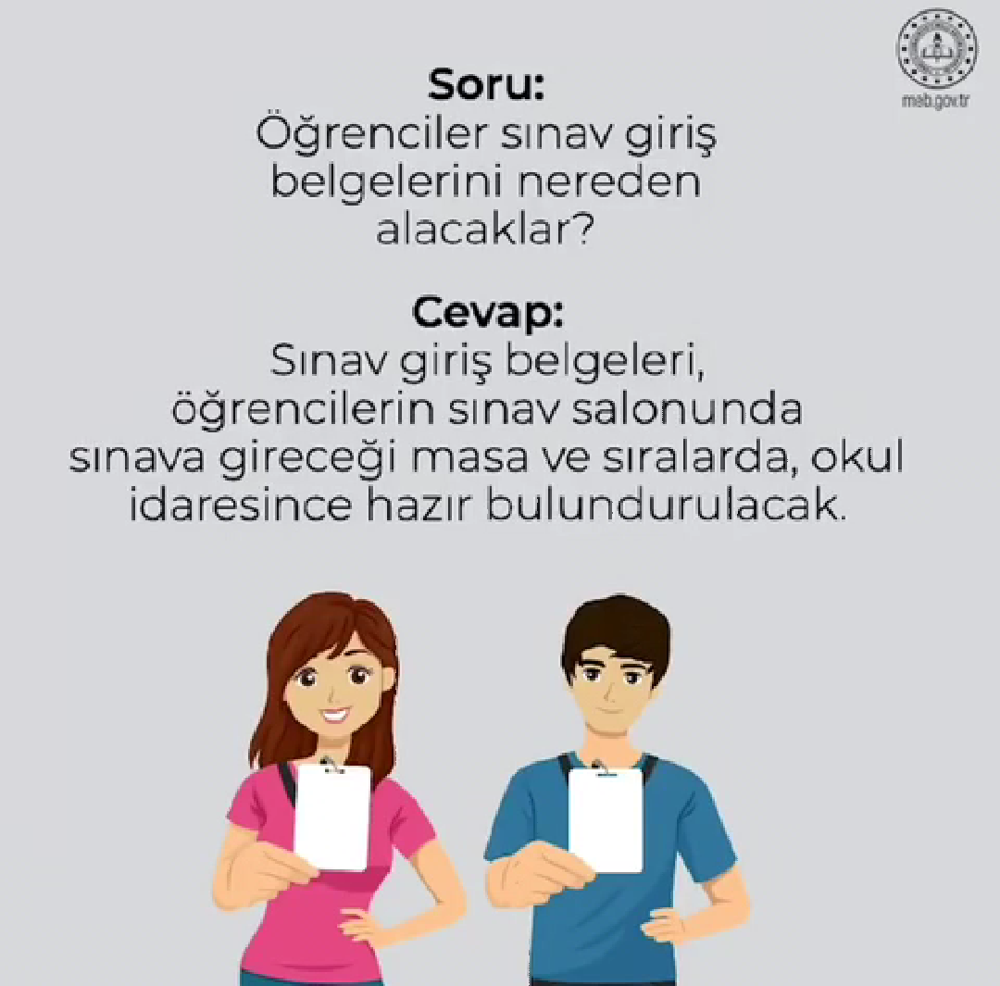 meb.gov.tr
Soru:
Öğrenciler sınav giriş
belgelerini nereden
alacaklar?
Cevap:
Sınav giriş belgeleri,
öğrencilerin sınav salonunda
sınava gireceği masa ve sıralarda, okul
idaresince hazır bulundurulacak.